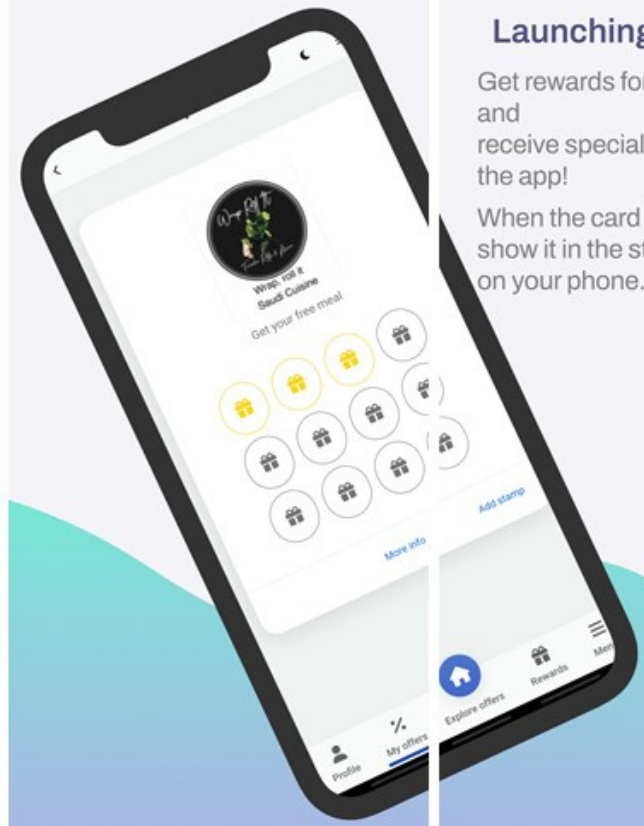 Launching
Get rewards for
and
receive special
the app!
When the card
show it in the st
on your phone.
Wrap, roll it
Saudi Cuisine
Get your free meal
More info
Add stamp
Profile
My offers
Explore offers
Rewards
Men